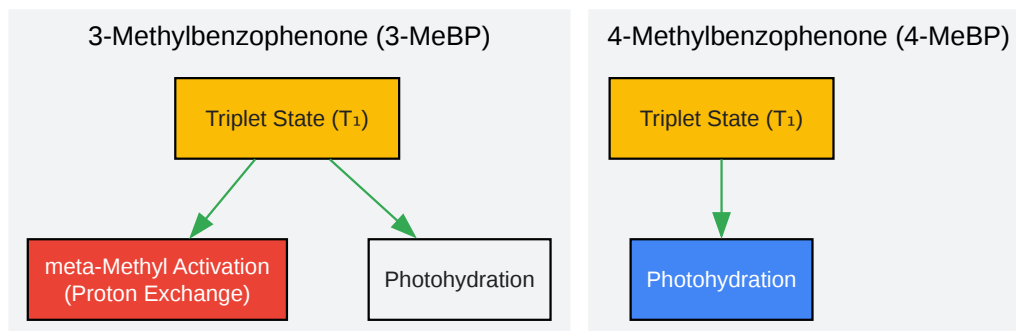 3-Methylbenzophenone (3-MeBP)
Triplet State (T₁)
meta-Methyl Activation
(Proton Exchange)
Photohydration
4-Methylbenzophenone (4-MeBP)
Triplet State (T₁)
Photohydration